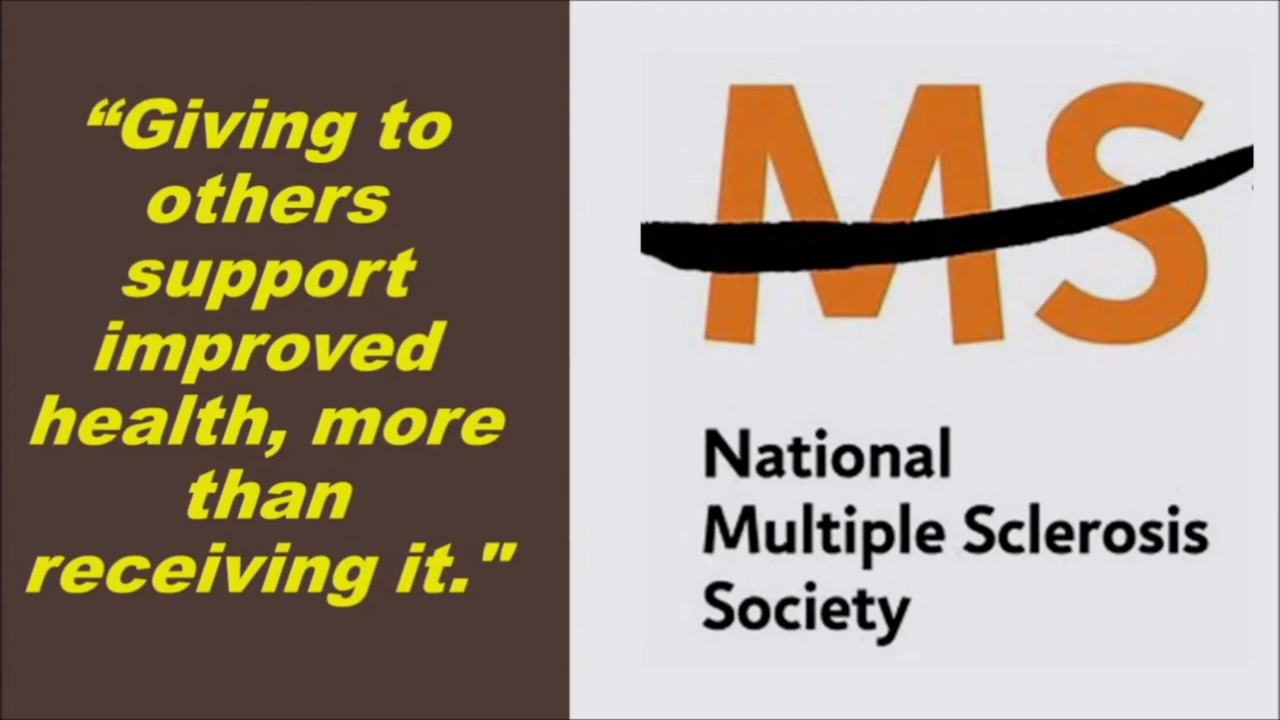 “Giving to
others
support
improved
health, more
than
receiving it."
MS
National
Multiple Sclerosis
Society